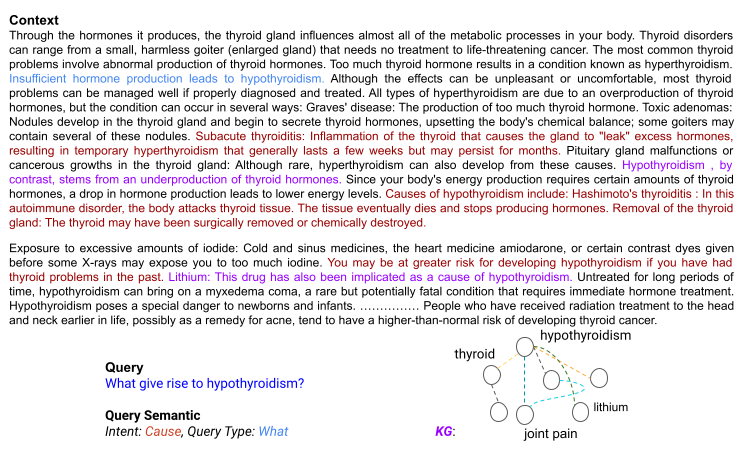 Context
Through the hormones it produces, the thyroid gland influences almost all of the metabolic processes in your body. Thyroid disorders
can range from a small, harmless goiter (enlarged gland) that needs no treatment to life-threatening cancer. The most common thyroid
problems involve abnormal production of thyroid hormones. Too much thyroid hormone results in a condition known as hyperthyroidism.
Insufficient hormone production leads to hypothyroidism. Although the effects can be unpleasant or uncomfortable, most thyroid
problems can be managed well if properly diagnosed and treated. All types of hyperthyroidism are due to an overproduction of thyroid
hormones, but the condition can occur in several ways: Graves' disease: The production of too much thyroid hormone. Toxic adenomas:
Nodules develop in the thyroid gland and begin to secrete thyroid hormones, upsetting the body's chemical balance; some goiters may
contain several of these nodules. Subacute thyroiditis: Inflammation of the thyroid that causes the gland to "leak" excess hormones,
resulting in temporary hyperthyroidism that generally lasts a few weeks but may persist for months. Pituitary gland malfunctions or
cancerous growths in the thyroid gland: Although rare, hyperthyroidism can also develop from these causes. Hypothyroidism , by
contrast, stems from an underproduction of thyroid hormones. Since your body's energy production requires certain amounts of thyroid
hormones, a drop in hormone production leads to lower energy levels. Causes of hypothyroidism include: Hashimoto's thyroiditis : In this
autoimmune disorder, the body attacks thyroid tissue. The tissue eventually dies and stops producing hormones. Removal of the thyroid
gland: The thyroid may have been surgically removed or chemically destroyed.
Exposure to excessive amounts of iodide: Cold and sinus medicines, the heart medicine amiodarone, or certain contrast dyes given
before some X-rays may expose you to too much iodine. You may be at greater risk for developing hypothyroidism if you have had
thyroid problems in the past. Lithium: This drug has also been implicated as a cause of hypothyroidism. Untreated for long periods of
time, hypothyroidism can bring on a myxedema coma, a rare but potentially fatal condition that requires immediate hormone treatment.
Hypothyroidism poses a special danger to newborns and infants. ............... People who have received radiation treatment to the head
and neck earlier in life, possibly as a remedy for acne, tend to have a higher-than-normal risk of developing thyroid cancer.
hypothyroidism
thyroid
Query
What give rise to hypothyroidism?
lithium
Query Semantic
Intent: Cause, Query Type: What
KG:
joint pain